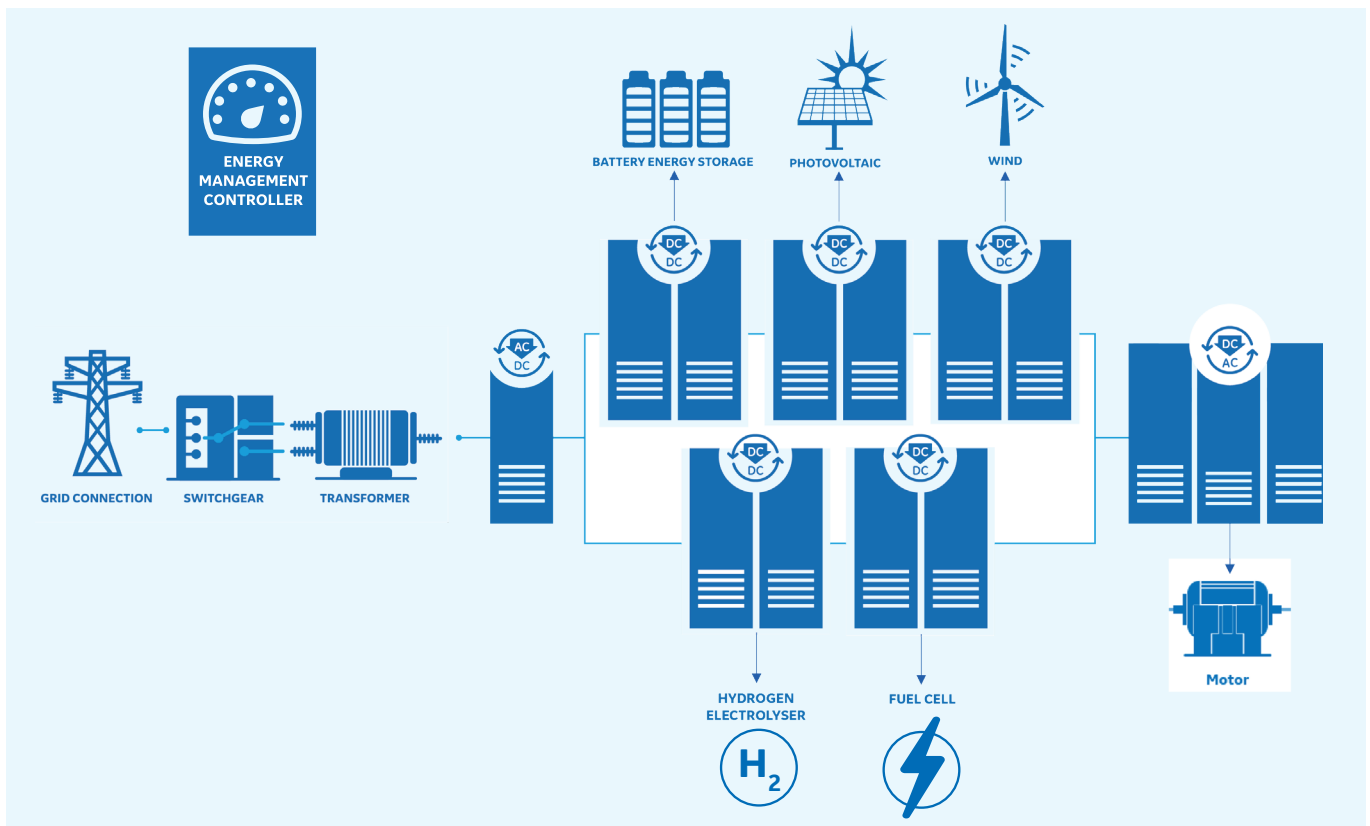 ENERGY
MANAGEMENT
CONTROLLER
BATTERY ENERGY STORAGE
PHOTOVOLTAIC
WIND
DC
DC
DC
DC
DC
DC
AC
DC
DC
AC
GRID CONNECTION
SWITCHGEAR
TRANSFORMER
DC
DC
DC
DC
Motor
HYDROGEN
ELECTROLYSER
FUEL CELL
H2